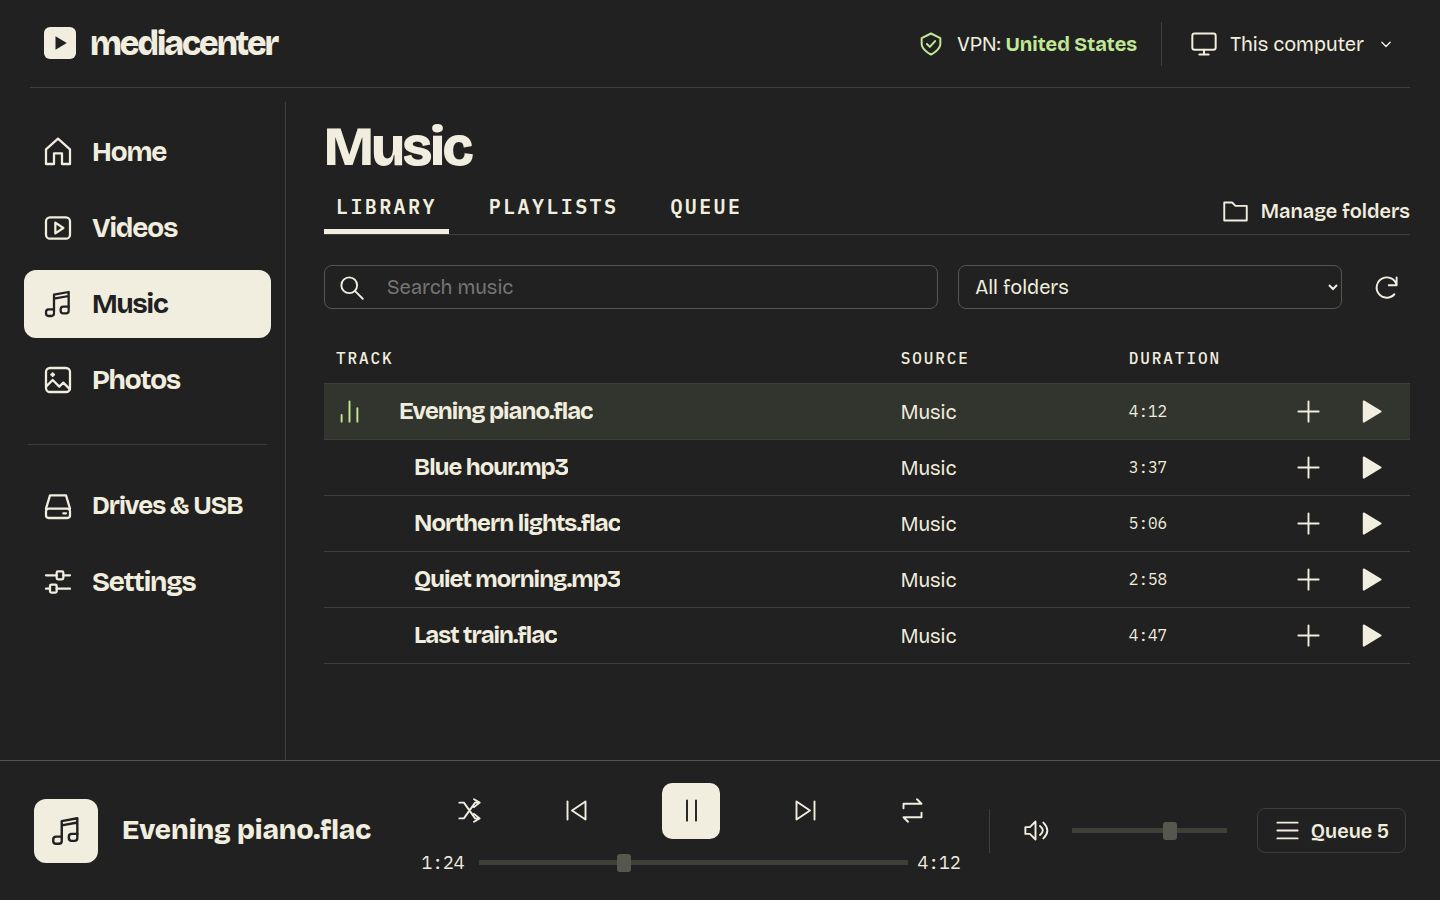 mediacenter
VPN: United States
This computer
Home
Videos
Music
Photos
Drives & USB
Settings
Music
LIBRARY PLAYLISTS QUEUE
Manage folders
Search music
All folders
TRACK SOURCE DURATION
Evening piano.flac Music 4:12
Blue hour.mp3 Music 3:37
Northern lights.flac Music 5:06
Quiet morning.mp3 Music 2:58
Last train.flac Music 4:47
Evening piano.flac
1:24 4:12
Queue 5